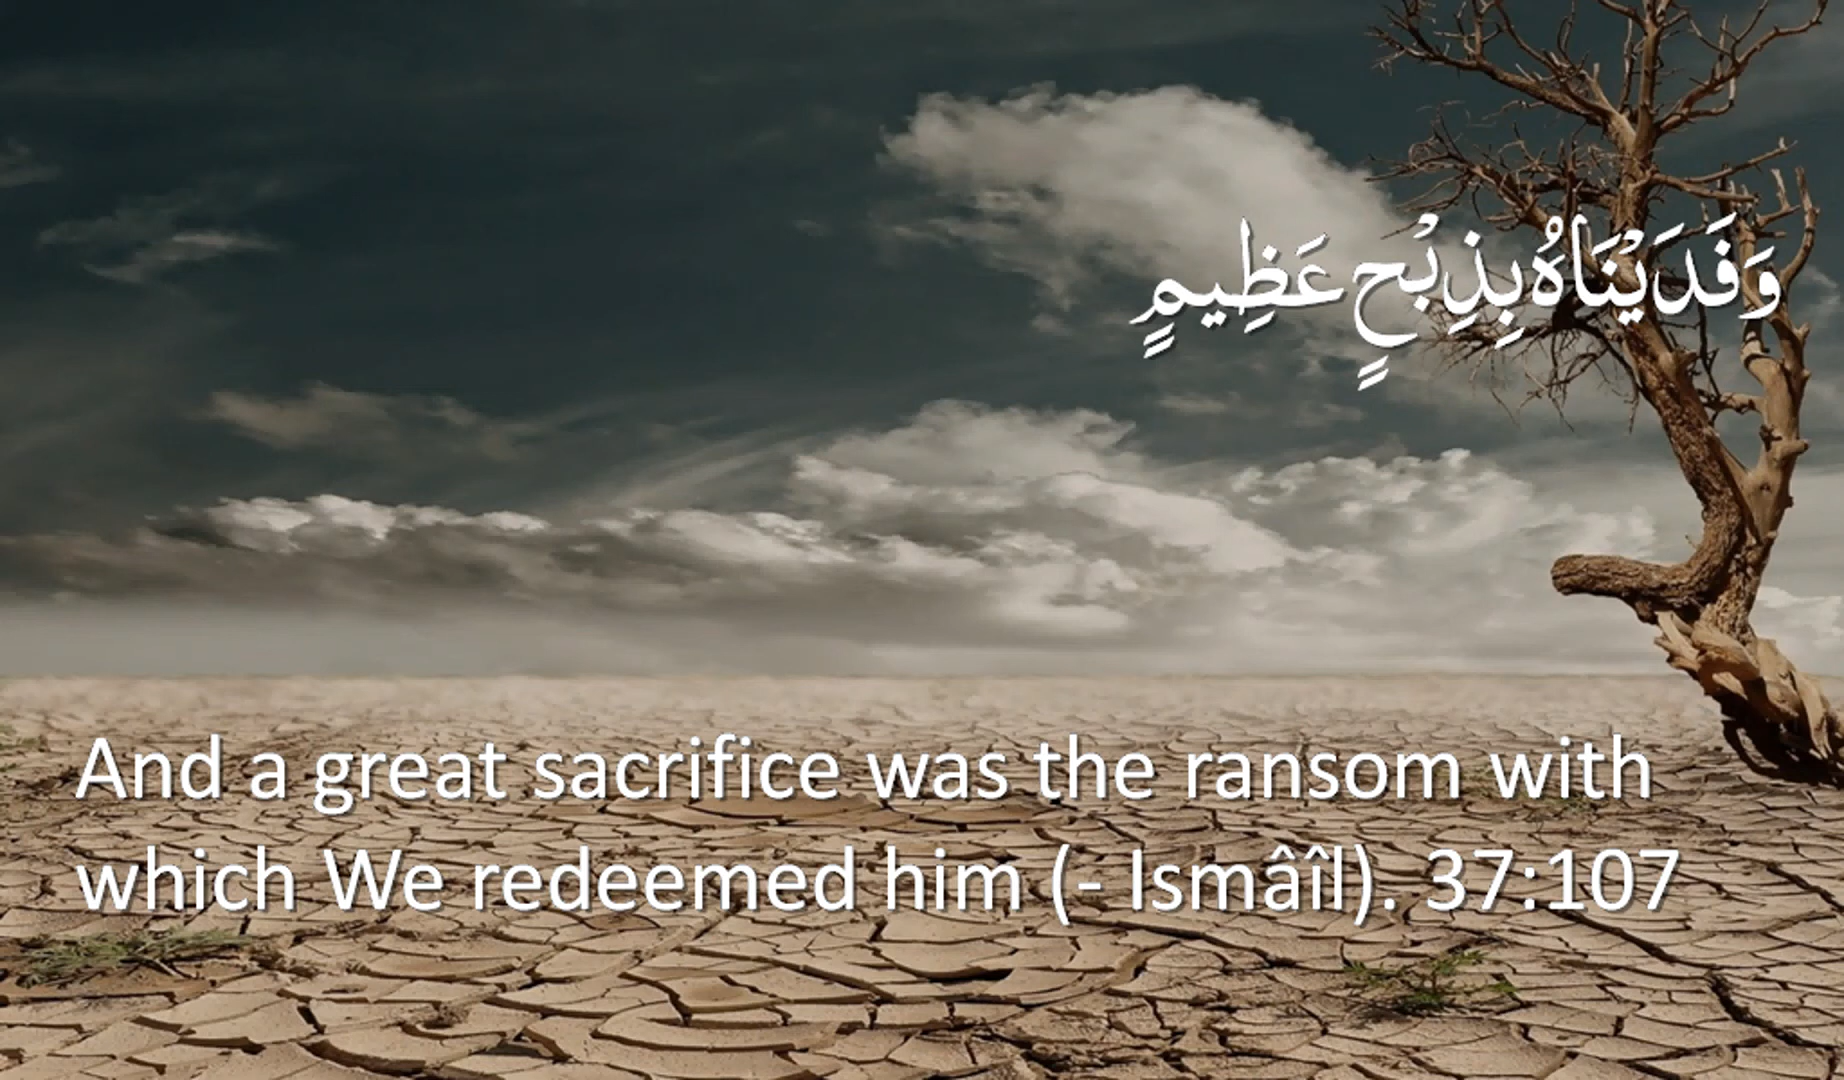 وَفَدَيْنَاهُ بِذِبْحٍ عَظِيمٍ
And a great sacrifice was the ransom with
which We redeemed him (- Ismâîl). 37:107